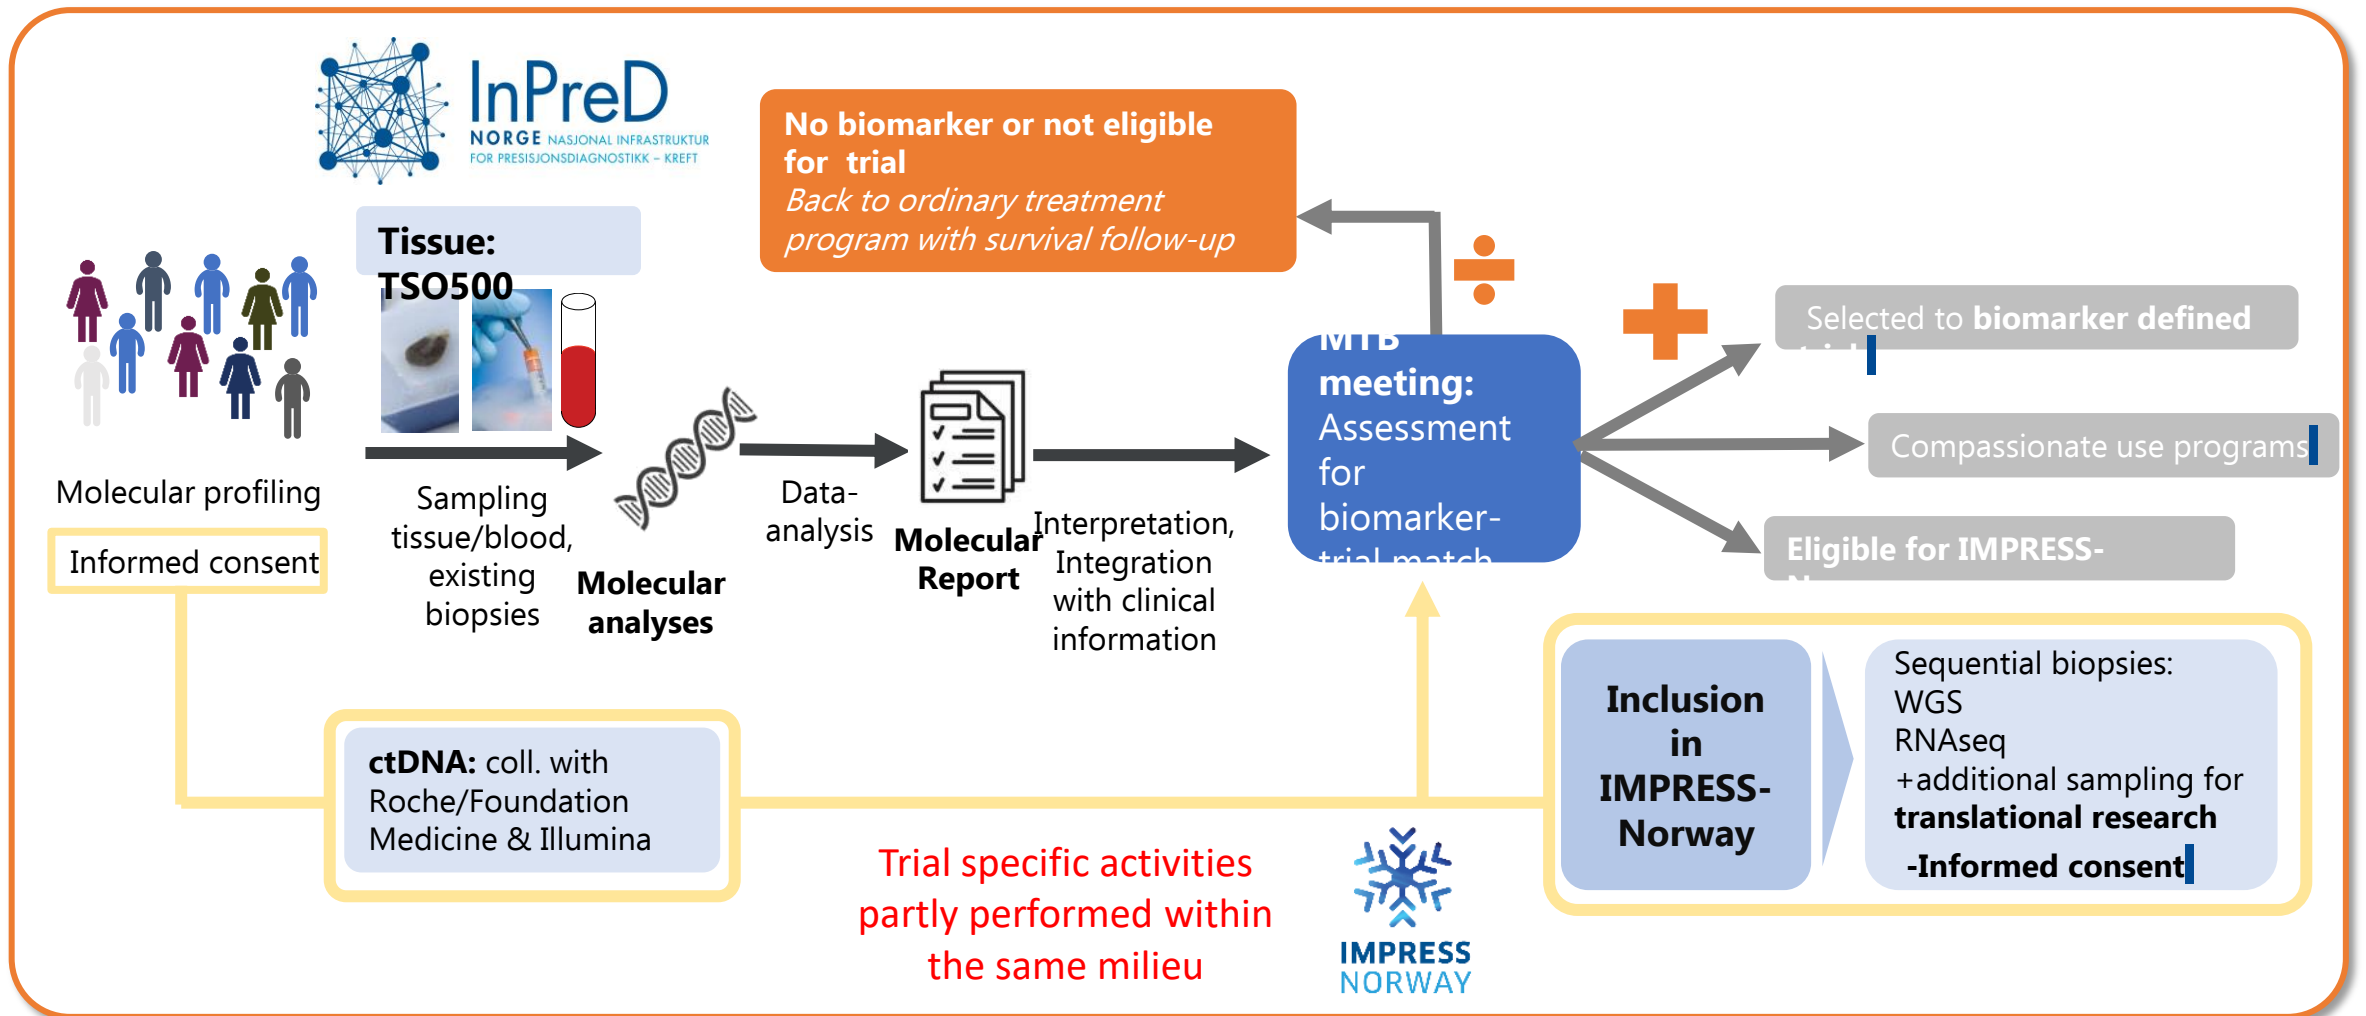 InPreD
NORGE NASJONAL INFRASTRUKTUR
FOR PRESISJONSDIAGNOSTIKK – KREFT
No biomarker or not eligible
for trial
Back to ordinary treatment
program with survival follow-up
Tissue:
TSO500
Molecular profiling
Informed consent
Sampling
tissue/blood,
existing
biopsies
Molecular
analyses
Data-
analysis
Molecular
Report
Interpretation,
Integration
with clinical
information
MTB
meeting:
Assessment
for
biomarker-
trial match
Selected to biomarker defined
Compassionate use programs
Eligible for IMPRESS-
ctDNA: coll. with
Roche/Foundation
Medicine & Illumina
Trial specific activities
partly performed within
the same milieu
IMPRESS
NORWAY
Inclusion
in
IMPRESS-
Norway
Sequential biopsies:
WGS
RNAseq
+additional sampling for
translational research
-Informed consent